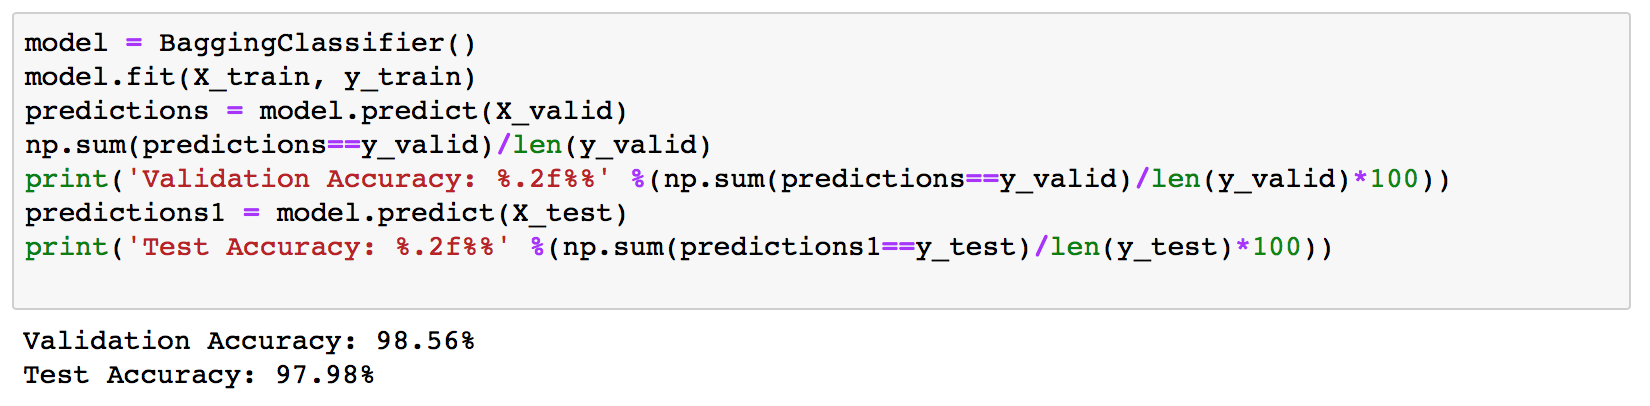 model = BaggingClassifier()
model.fit(X_train, y_train)
predictions = model.predict(X_valid)
np.sum(predictions==y_valid)/len(y_valid)
print('Validation Accuracy: %.2f%%' %(np.sum(predictions==y_valid)/len(y_valid)*100))
predictions1 = model.predict(X_test)
print('Test Accuracy: %.2f%%' %(np.sum(predictions1==y_test)/len(y_test)*100))
Validation Accuracy: 98.56%
Test Accuracy: 97.98%